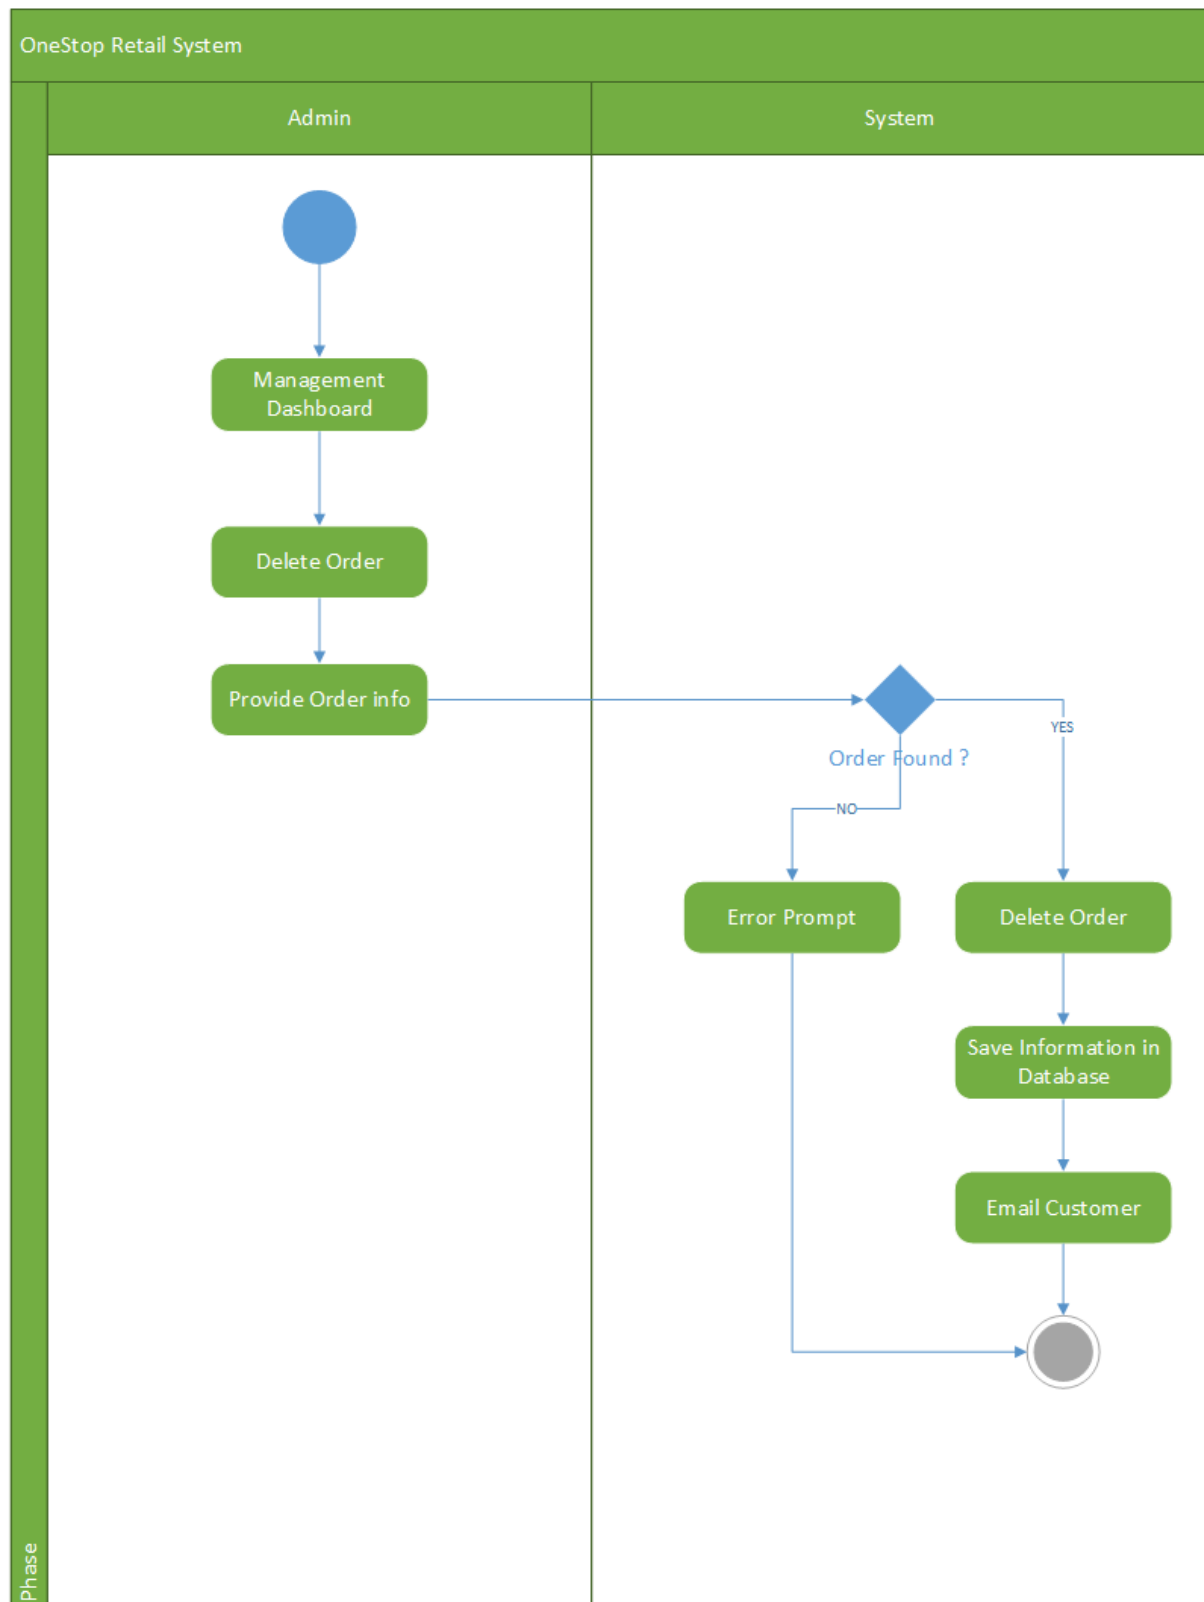 OneStop Retail System
Admin
System
Management
Dashboard
Delete Order
Provide Order info
YES
Order Found ?
NO
Error Prompt
Delete Order
Save Information in
Database
Email Customer
Phase